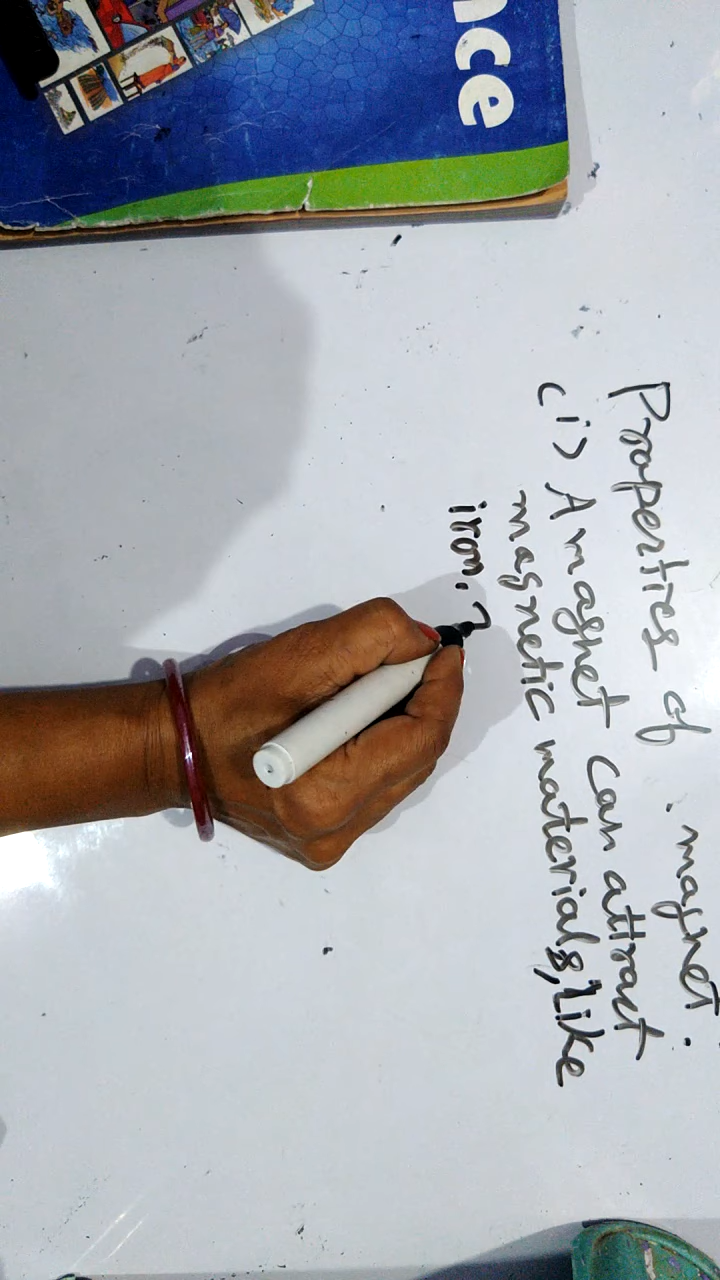 nce
Properties of magnet.
(i) A magnet can attract
magnetic materials, like
iron.